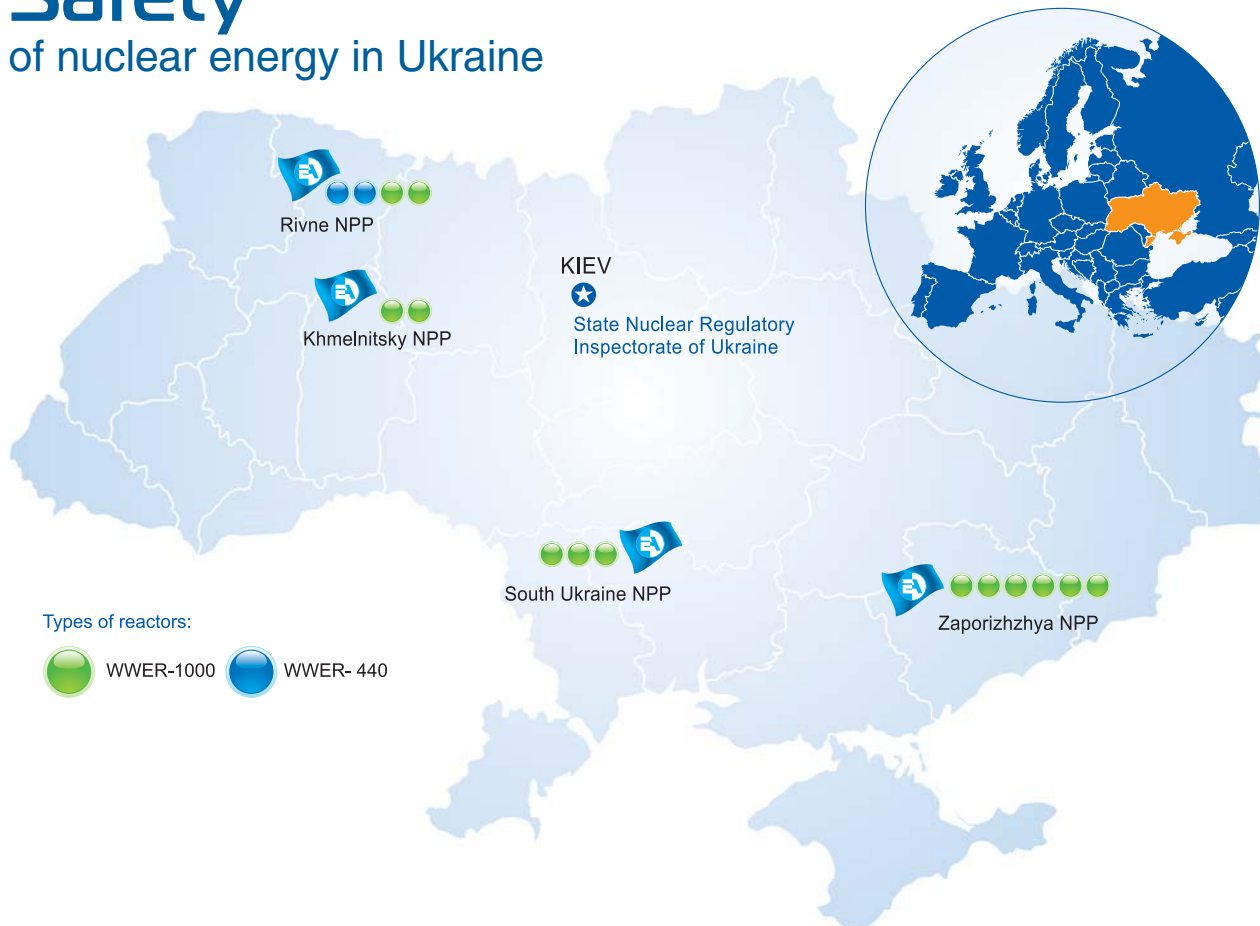 Safety
of nuclear energy in Ukraine
Rivne NPP
KIEV
State Nuclear Regulatory
Inspectorate of Ukraine
Khmelnitsky NPP
South Ukraine NPP
Zaporizhzhya NPP
Types of reactors:
WWER-1000
WWER- 440